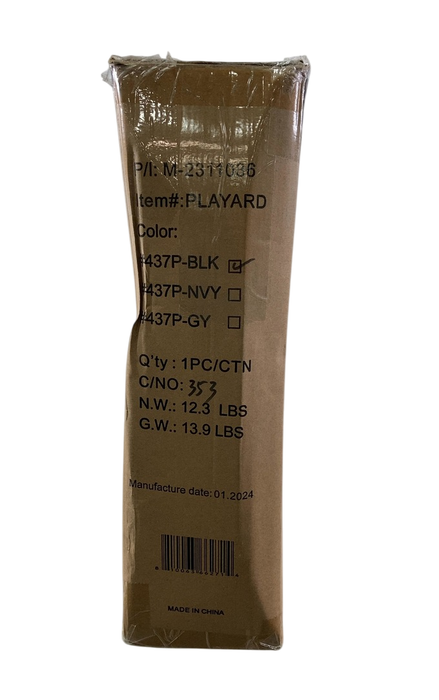 P/I: M-2311036
Item#:PLAYARD
Color:
#437P-BLK
#437P-NVY
#437P-GY
Q'ty : 1PC/CTN
C/NO: 353
N.W.: 12.3 LBS
G.W.: 13.9 LBS
Manufacture date: 01.2024
MADE IN CHINA